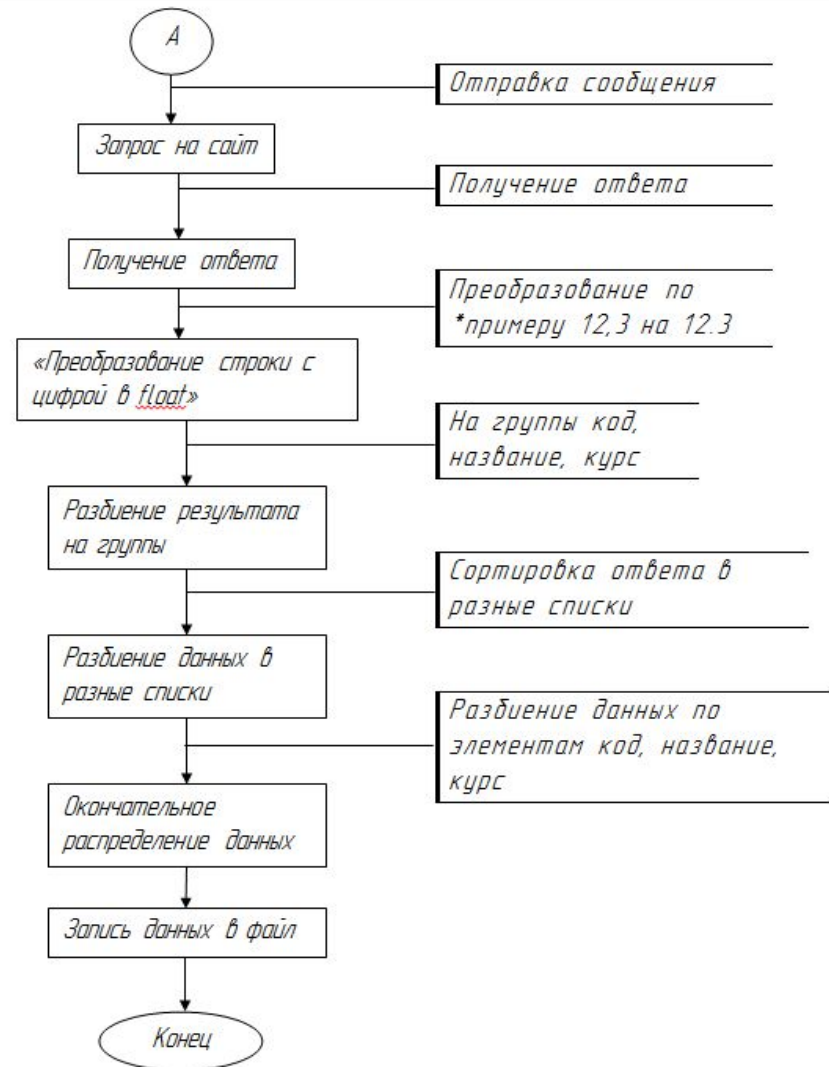 А
Отправка сообщения
Запрос на сайт
Получение ответа
Получение ответа
Преобразование по
*примеру 12,3 на 12.3
«Преобразование строки с
цифрой в float»
На группы код,
название, курс
Разбиение результата
на группы
Сортировка ответа в
разные списки
Разбиение данных в
разные списки
Разбиение данных по
элементам код, название,
курс
Окончательное
распределение данных
Запись данных в файл
Конец